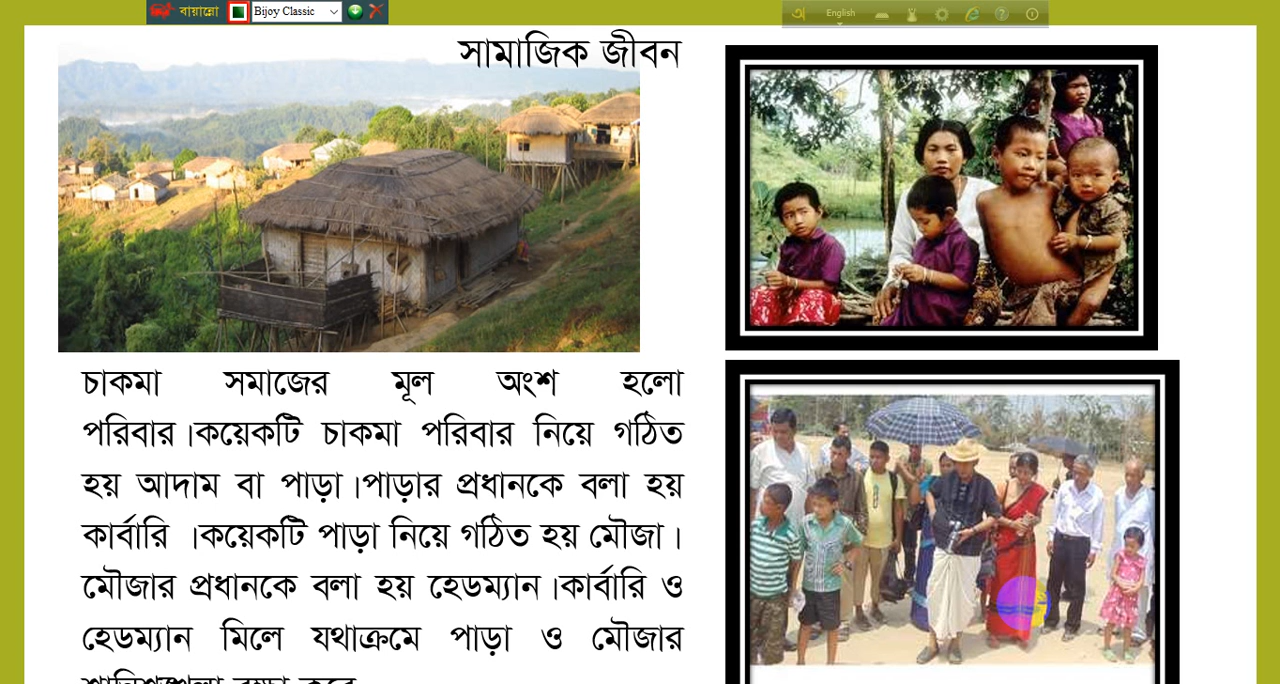 বায়ান্নো
Bijoy Classic
অ
English
সামাজিক জীবন
চাকমা সমাজের মূল অংশ হলো
পরিবার।কয়েকটি চাকমা পরিবার নিয়ে গঠিত
হয় আদাম বা পাড়া।পাড়ার প্রধানকে বলা হয়
কার্বারি ।কয়েকটি পাড়া নিয়ে গঠিত হয় মৌজা।
মৌজার প্রধানকে বলা হয় হেডম্যান।কার্বারি ও
হেডম্যান মিলে যথাক্রমে পাড়া ও মৌজার